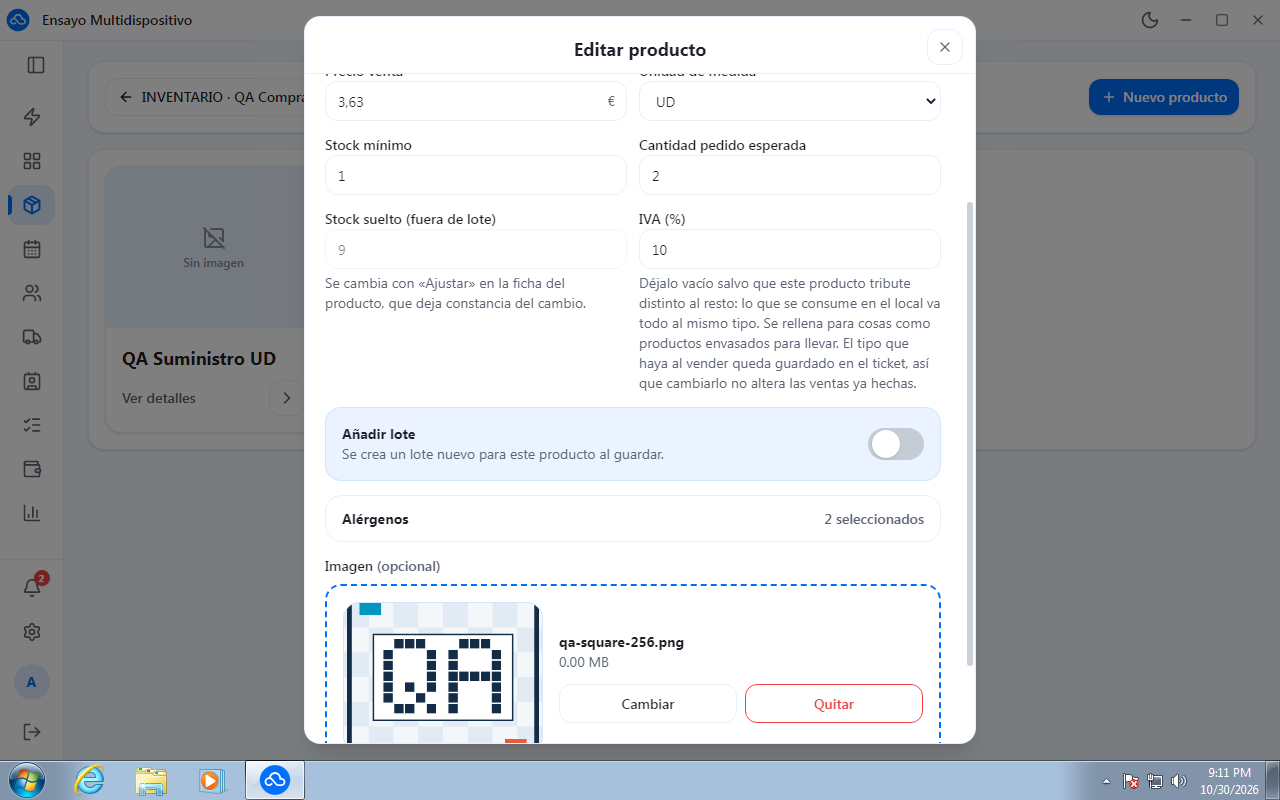 Ensayo Multidispositivo
Editar producto
INVENTARIO · QA Compra
+ Nuevo producto
Precio venta
Unidad de medida
3,63 €
UD
Stock mínimo
Cantidad pedido esperada
1
2
Stock suelto (fuera de lote)
IVA (%)
9
10
Se cambia con «Ajustar» en la ficha del
producto, que deja constancia del cambio.
Déjalo vacío salvo que este producto tribute
distinto al resto: lo que se consume en el local va
todo al mismo tipo. Se rellena para cosas como
productos envasados para llevar. El tipo que
haya al vender queda guardado en el ticket, así
que cambiarlo no altera las ventas ya hechas.
Sin imagen
QA Suministro UD
Ver detalles
Añadir lote
Se crea un lote nuevo para este producto al guardar.
Alérgenos
2 seleccionados
Imagen (opcional)
QA
qa-square-256.png
0.00 MB
Cambiar
Quitar
2
A
9:11 PM
10/30/2026